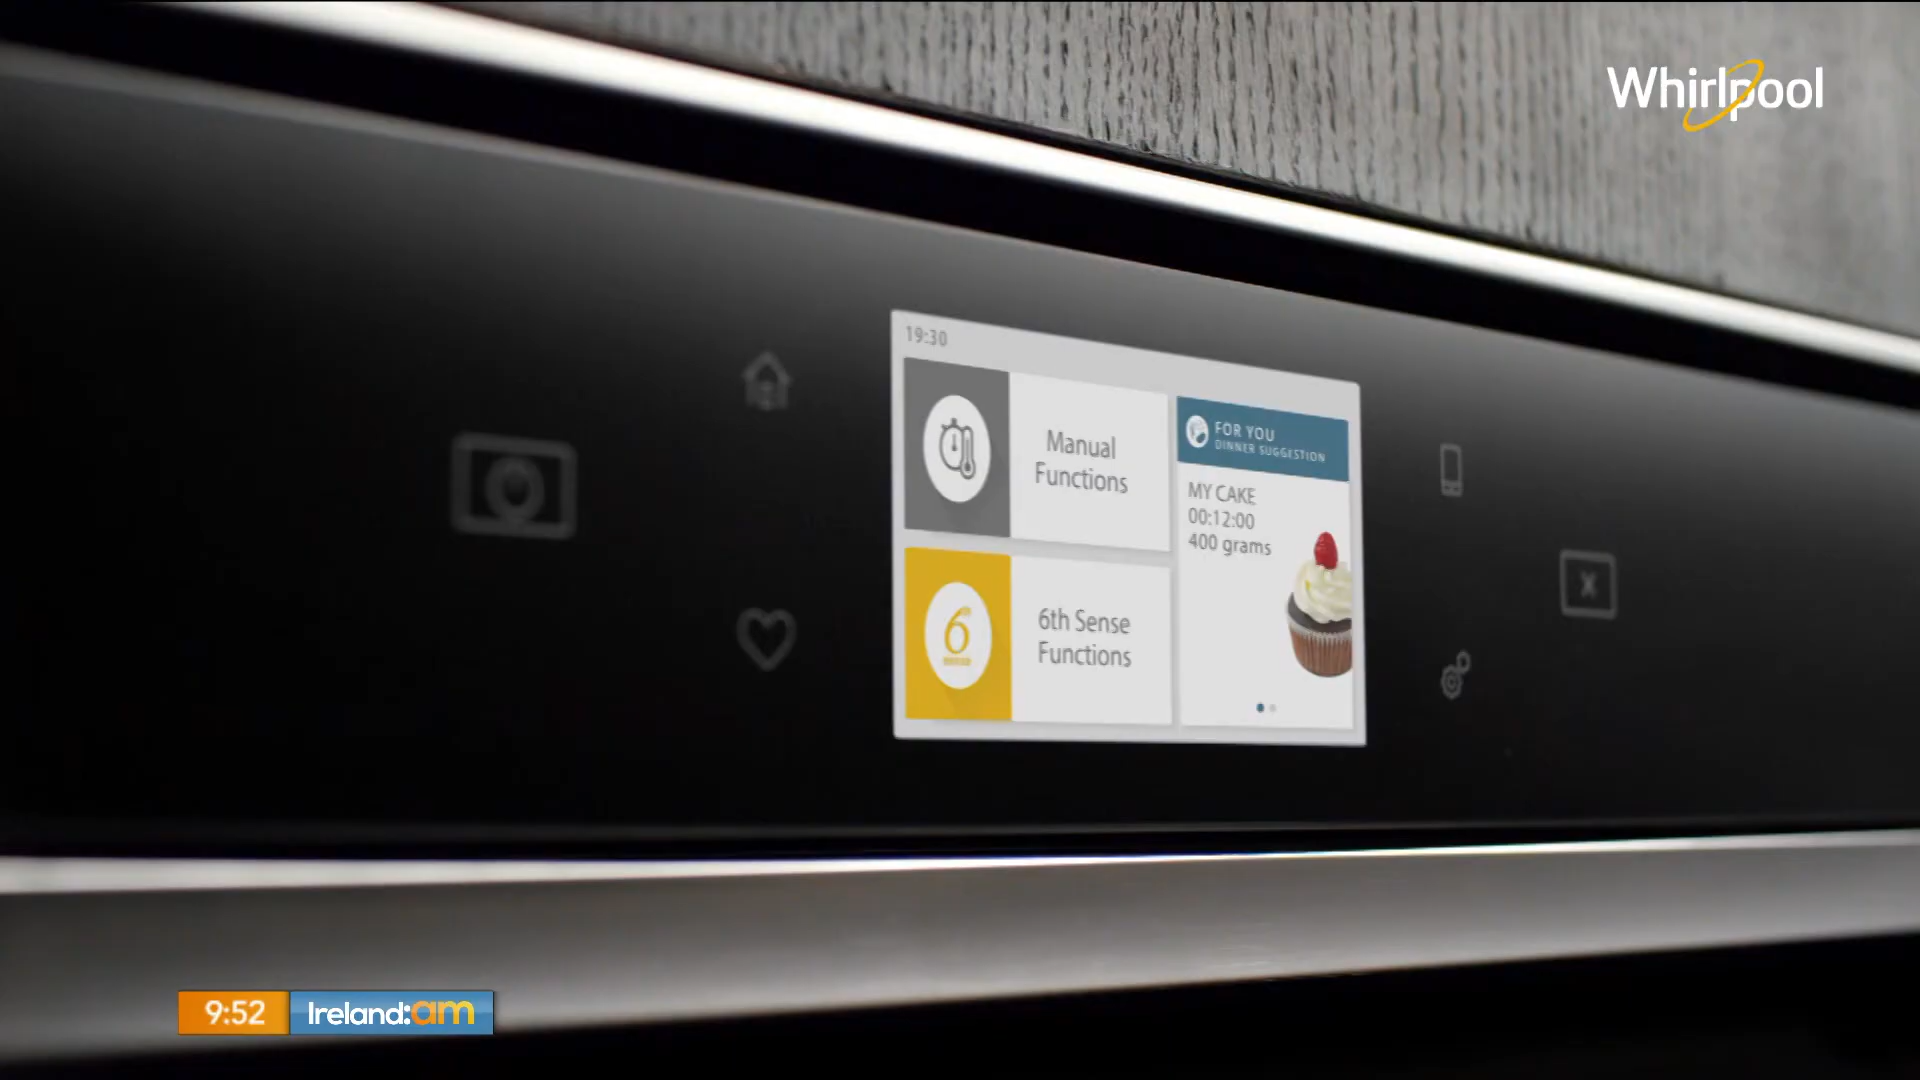 Whirlpool
19:30
Manual
Functions
6th Sense
Functions
FOR YOU
DINNER SUGGESTION
MY CAKE
00:12:00
400 grams
6
9:52
Ireland:am